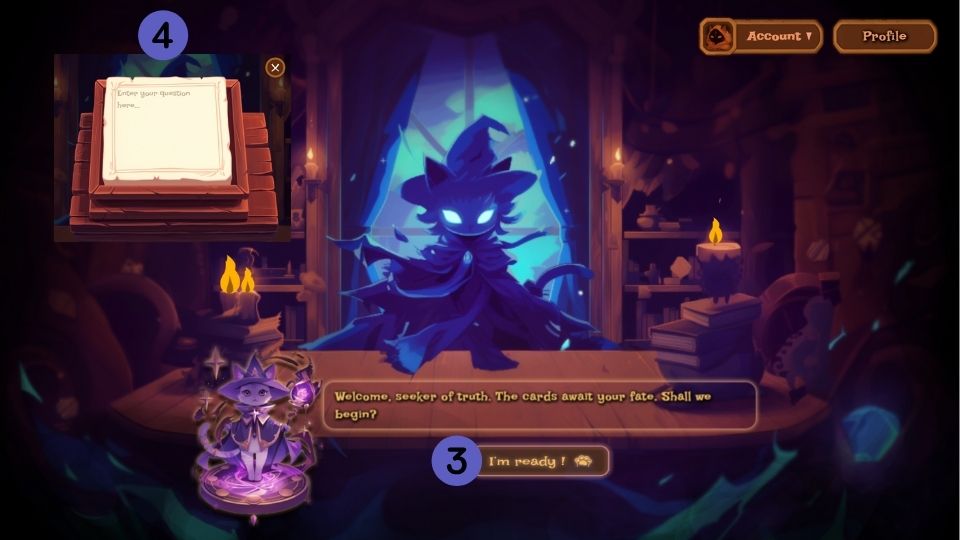 4
Account ▼
Profile
Enter your question
here...
Welcome, seeker of truth. The cards await your fate. Shall we
begin?
3
I'm ready !